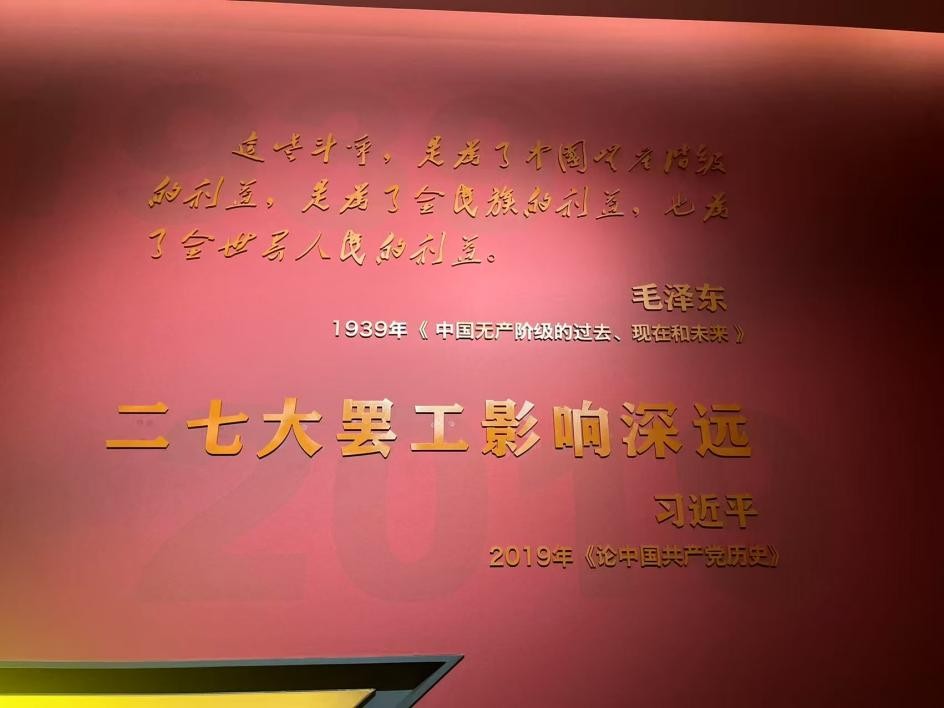 这些斗争，是为了中国无产阶级
的利益，是为了全民族的利益，也为
了全世界人民的利益。
毛泽东
1939年《中国无产阶级的过去、现在和未来》
二七大罢工影响深远
习近平
2019年《论中国共产党历史》
2019